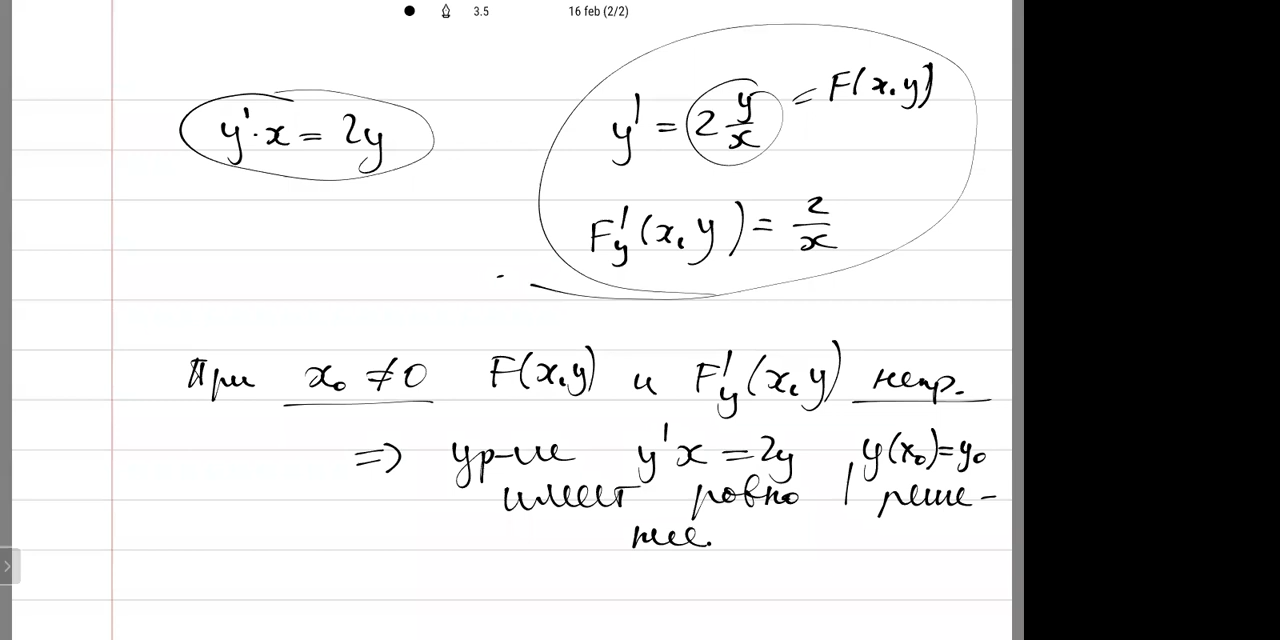 3.5 16 feb (2/2)
y'·x = 2y
y' = 2 y/x = F(x,y)
F'y(x,y) = 2/x
При x₀ ≠ 0 F(x,y) и F'y(x,y) непр.
=> ур-ие y'x = 2y, y(x₀)=y₀
имеет ровно 1 реше-
ние.